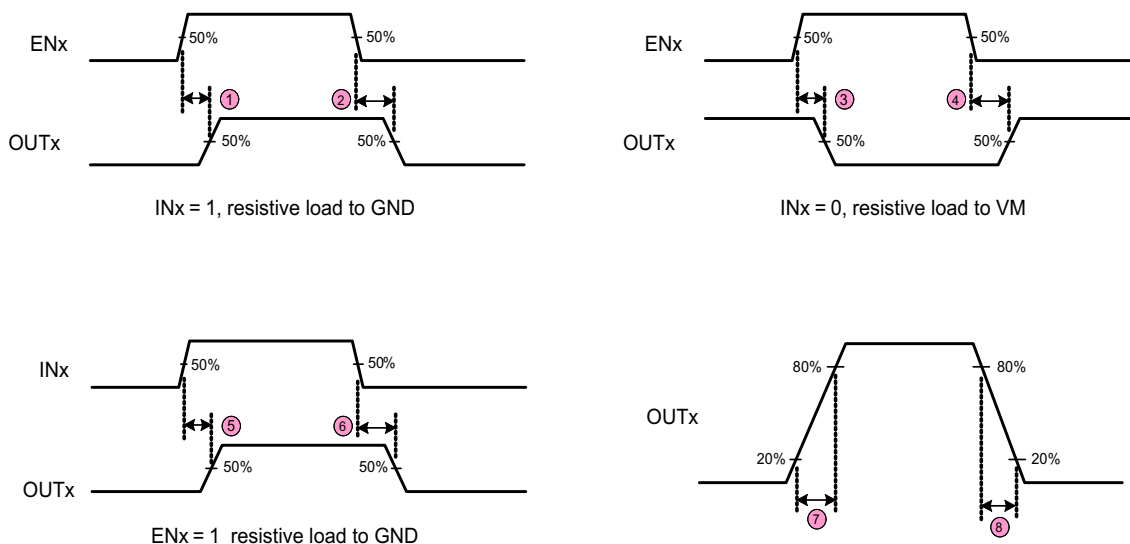 ENx
50%
50%
1
2
OUTx
50%
50%
INx = 1, resistive load to GND
ENx
50%
50%
3
4
OUTx
50%
50%
INx = 0, resistive load to VM
INx
50%
50%
5
6
OUTx
50%
50%
ENx = 1 resistive load to GND
80%
80%
OUTx
20%
20%
7
8